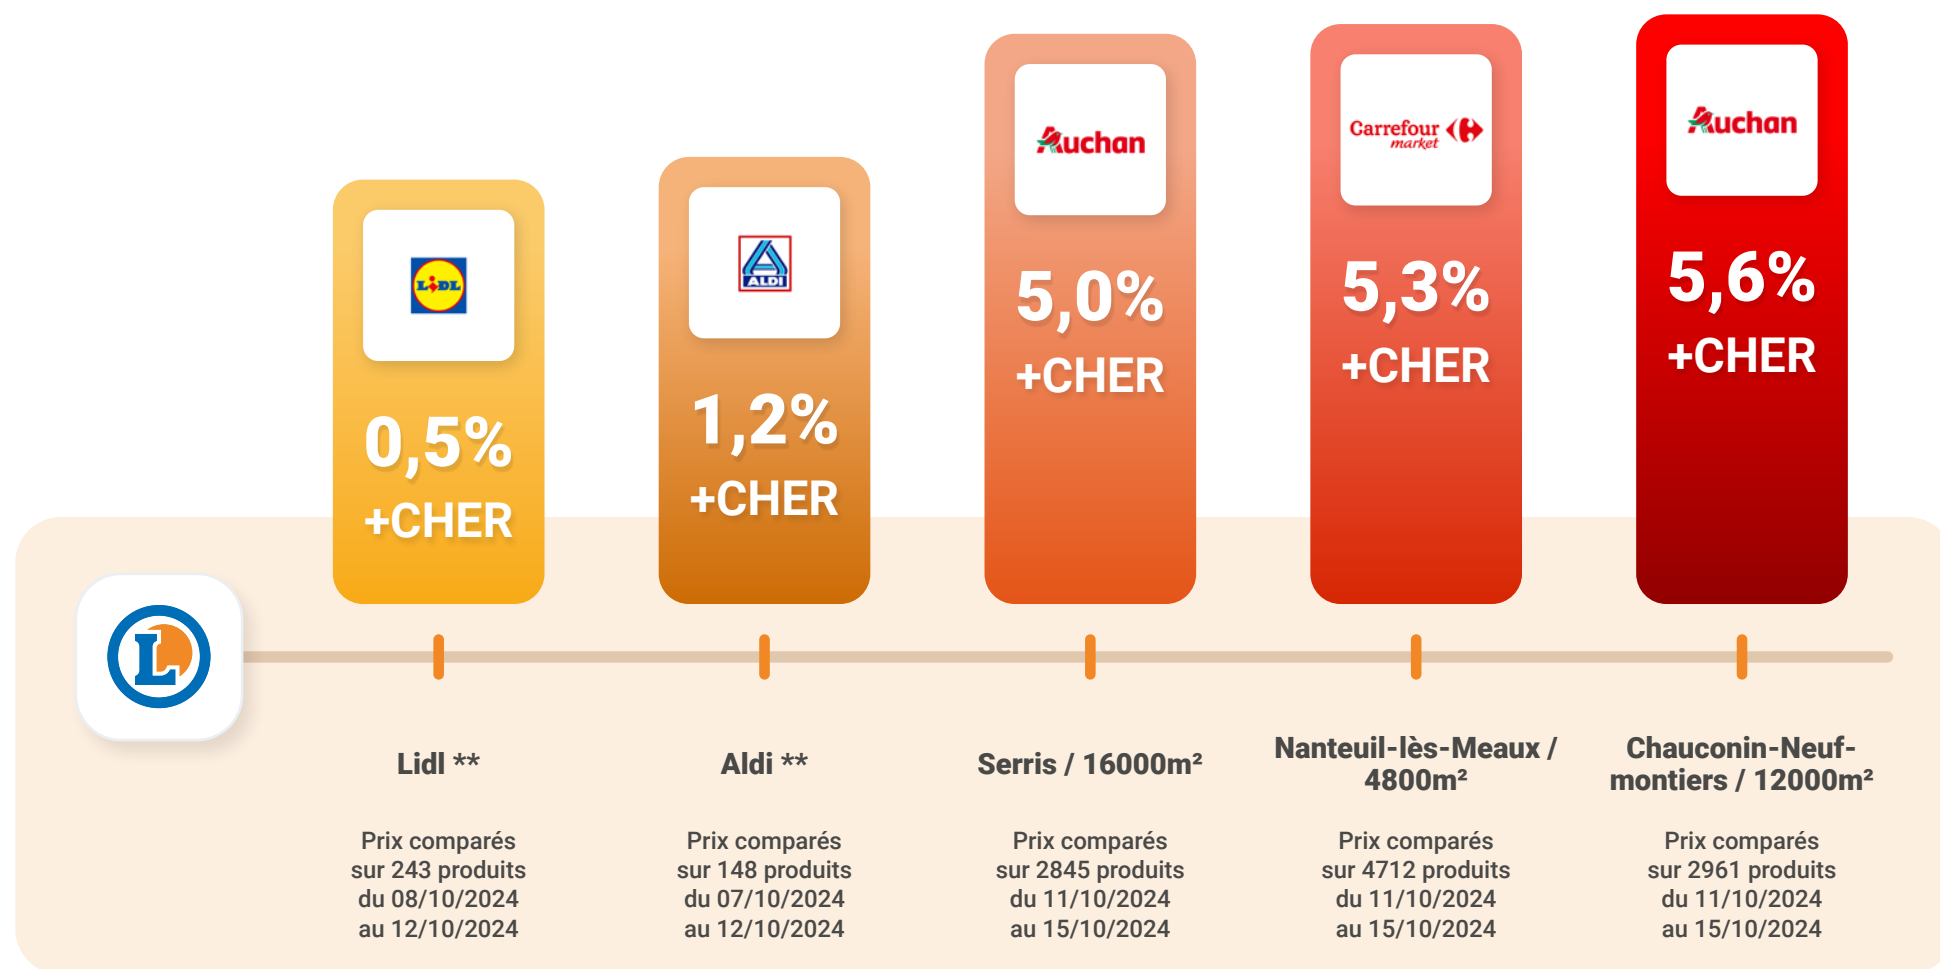 LIDL
0,5%
+CHER
ALDI
1,2%
+CHER
Auchan
5,0%
+CHER
Carrefour
market
5,3%
+CHER
Auchan
5,6%
+CHER
L
Lidl **
Prix comparés
sur 243 produits
du 08/10/2024
au 12/10/2024
Aldi **
Prix comparés
sur 148 produits
du 07/10/2024
au 12/10/2024
Serris / 16000m²
Prix comparés
sur 2845 produits
du 11/10/2024
au 15/10/2024
Nanteuil-lès-Meaux /
4800m²
Prix comparés
sur 4712 produits
du 11/10/2024
au 15/10/2024
Chauconin-Neuf-
montiers / 12000m²
Prix comparés
sur 2961 produits
du 11/10/2024
au 15/10/2024